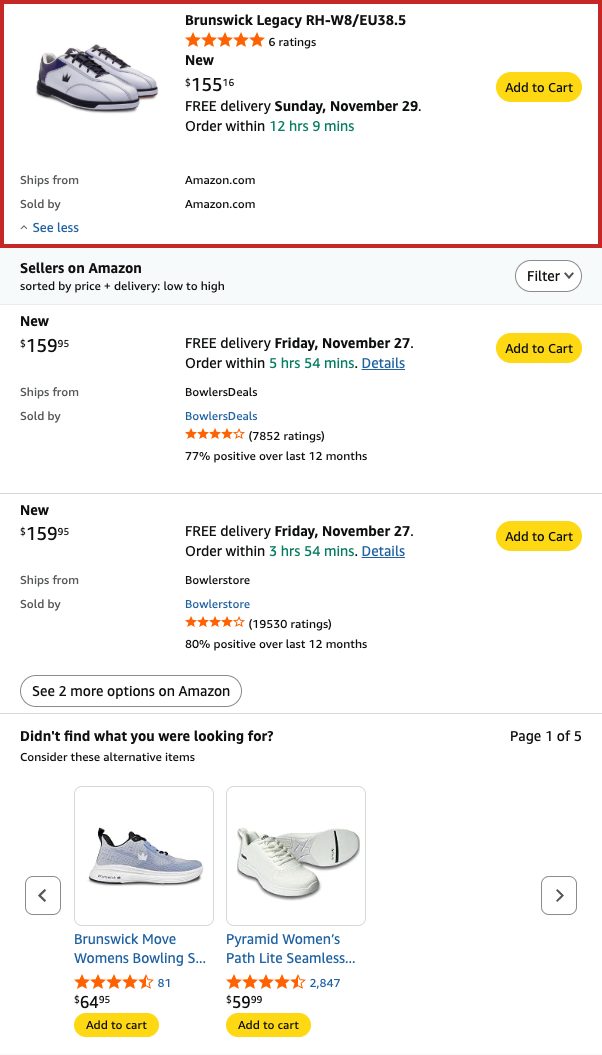 Brunswick Legacy RH-W8/EU38.5
6 ratings
New
$155.16
Add to Cart
FREE delivery Sunday, November 29.
Order within 12 hrs 9 mins
Ships from Amazon.com
Sold by Amazon.com
See less
Sellers on Amazon
sorted by price + delivery: low to high
Filter
New
$159.95
FREE delivery Friday, November 27.
Add to Cart
Order within 5 hrs 54 mins. Details
Ships from BowlersDeals
Sold by BowlersDeals
(7852 ratings)
77% positive over last 12 months
New
$159.95
FREE delivery Friday, November 27.
Add to Cart
Order within 3 hrs 54 mins. Details
Ships from Bowlerstore
Sold by Bowlerstore
(19530 ratings)
80% positive over last 12 months
See 2 more options on Amazon
Didn't find what you were looking for?
Page 1 of 5
Consider these alternative items
Brunswick Move
Womens Bowling S...
81
$64.95
Add to cart
Pyramid Women's
Path Lite Seamless...
2,847
$59.99
Add to cart